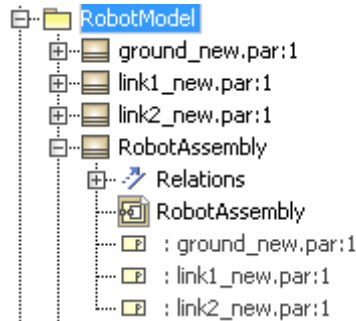 RobotModel
ground_new.par:1
link1_new.par:1
link2_new.par:1
RobotAssembly
Relations
RobotAssembly
P : ground_new.par:1
P : link1_new.par:1
P : link2_new.par:1